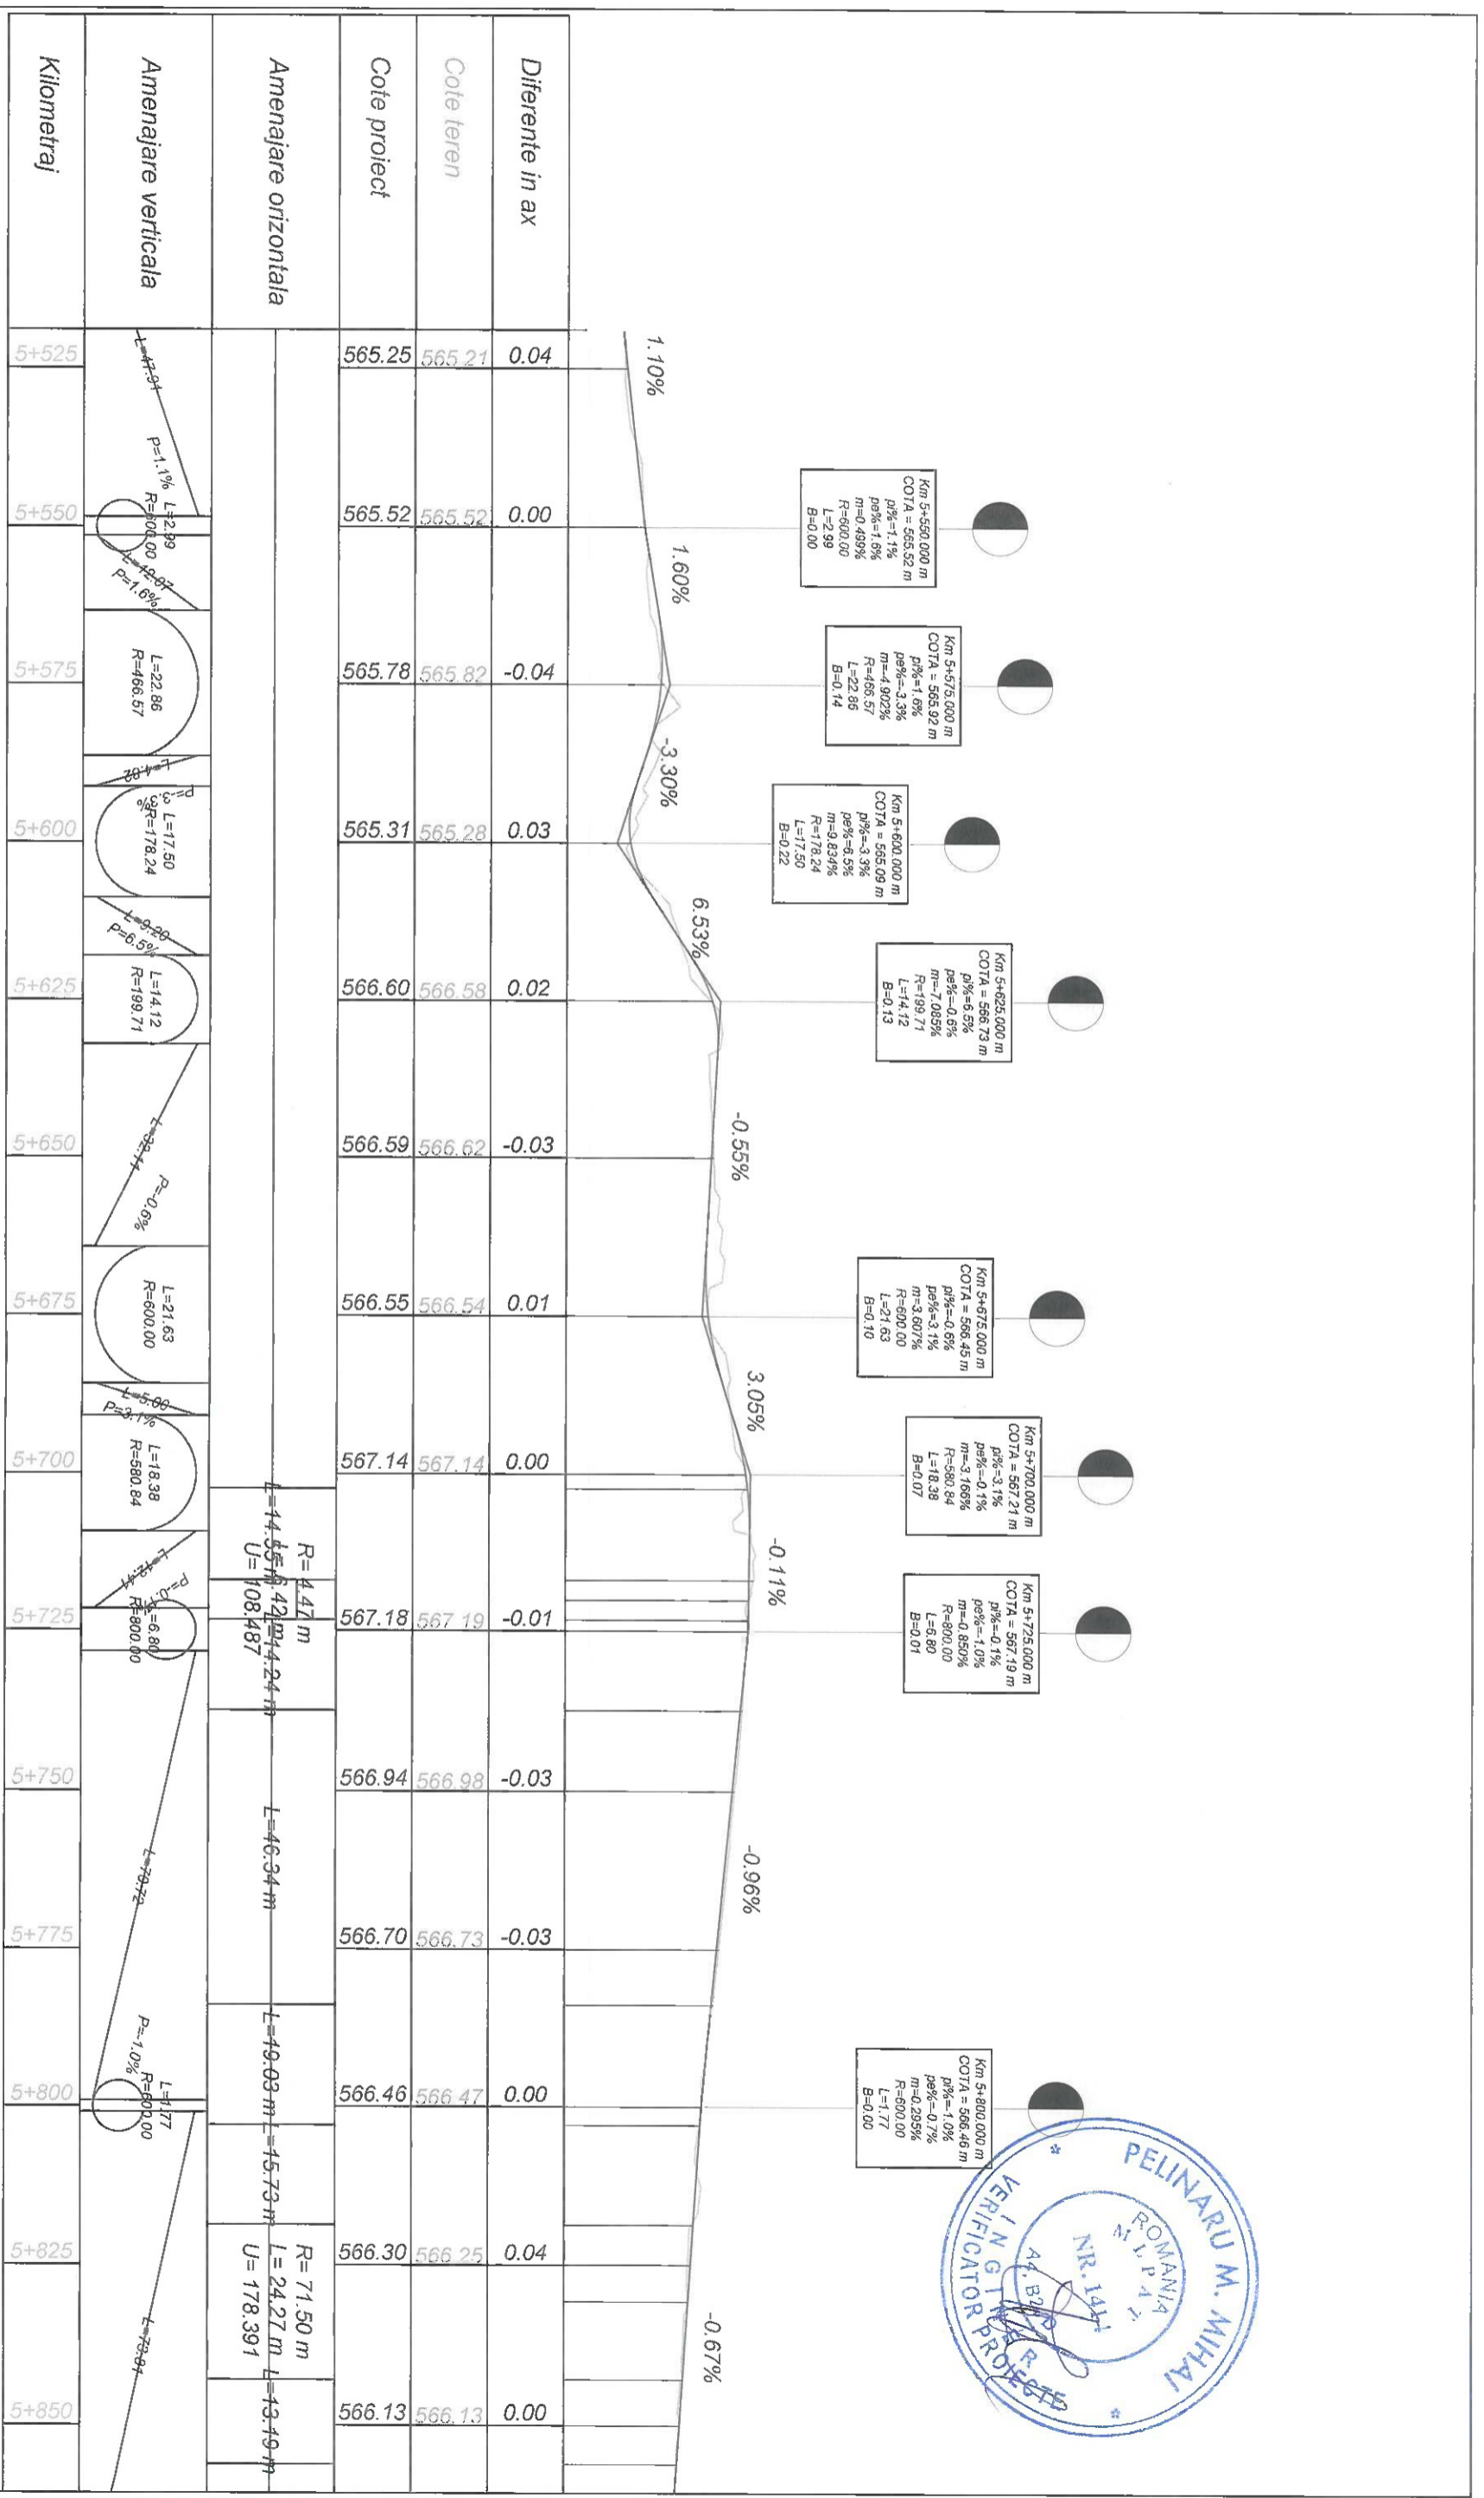 Km 5+550.000 m
COTA = 565.52 m
pi%=1.1%
pe%=1.6%
m=0.499%
R=600.00
L=2.99
B=0.00
Km 5+575.000 m
COTA = 565.92 m
pi%=1.6%
pe%=-3.3%
m=-4.902%
R=466.57
L=22.86
B=0.14
Km 5+600.000 m
COTA = 565.09 m
pi%=-3.3%
pe%=6.5%
m=9.834%
R=178.24
L=17.50
B=0.22
Km 5+625.000 m
COTA = 566.73 m
pi%=6.5%
pe%=-0.6%
m=-7.085%
R=199.71
L=14.12
B=0.13
Km 5+675.000 m
COTA = 566.45 m
pi%=-0.6%
pe%=3.1%
m=3.607%
R=600.00
L=21.63
B=0.10
Km 5+700.000 m
COTA = 567.21 m
pi%=3.1%
pe%=-0.1%
m=-3.166%
R=580.84
L=18.38
B=0.07
Km 5+725.000 m
COTA = 567.19 m
pi%=-0.1%
pe%=-1.0%
m=-0.850%
R=800.00
L=6.80
B=0.01
Km 5+800.000 m
COTA = 566.46 m
pi%=-1.0%
pe%=-0.7%
m=0.295%
R=600.00
L=1.77
B=0.00
PELINARU M. MIHAI
ROMANIA
NR. 141
VERIFICATOR PROIECTE
1.10%
1.60%
-3.30%
6.53%
-0.55%
3.05%
-0.11%
-0.96%
-0.67%
Diferente in ax
0.04 0.00 -0.04 0.03 0.02 -0.03 0.01 0.00 -0.01 -0.03 -0.03 0.00 0.04 0.00
Cote teren
565.21 565.52 565.82 565.28 566.58 566.62 566.54 567.14 567.19 566.98 566.73 566.47 566.25 566.13
Cote proiect
565.25 565.52 565.78 565.31 566.60 566.59 566.55 567.14 567.18 566.94 566.70 566.46 566.30 566.13
Amenajare orizontala
R= 4.47 m
L=14.24 m
U= 108.487
L=46.34 m
L=19.03 m
L=15.73 m
R= 71.50 m
L= 24.27 m
U= 178.391
L=13.19 m
Amenajare verticala
L=47.91
P=1.1%
L=2.99
R=600.00
L=12.07
P=1.6%
L=22.86
R=466.57
L=4.82
L=17.50
R=178.24
L=9.20
P=6.5%
L=14.12
R=199.71
P=-0.6%
L=21.63
R=600.00
L=5.00
P=3.1%
L=18.38
R=580.84
L=6.80
R=800.00
L=70.72
P=-1.0%
L=1.77
R=600.00
Kilometraj
5+525 5+550 5+575 5+600 5+625 5+650 5+675 5+700 5+725 5+750 5+775 5+800 5+825 5+850